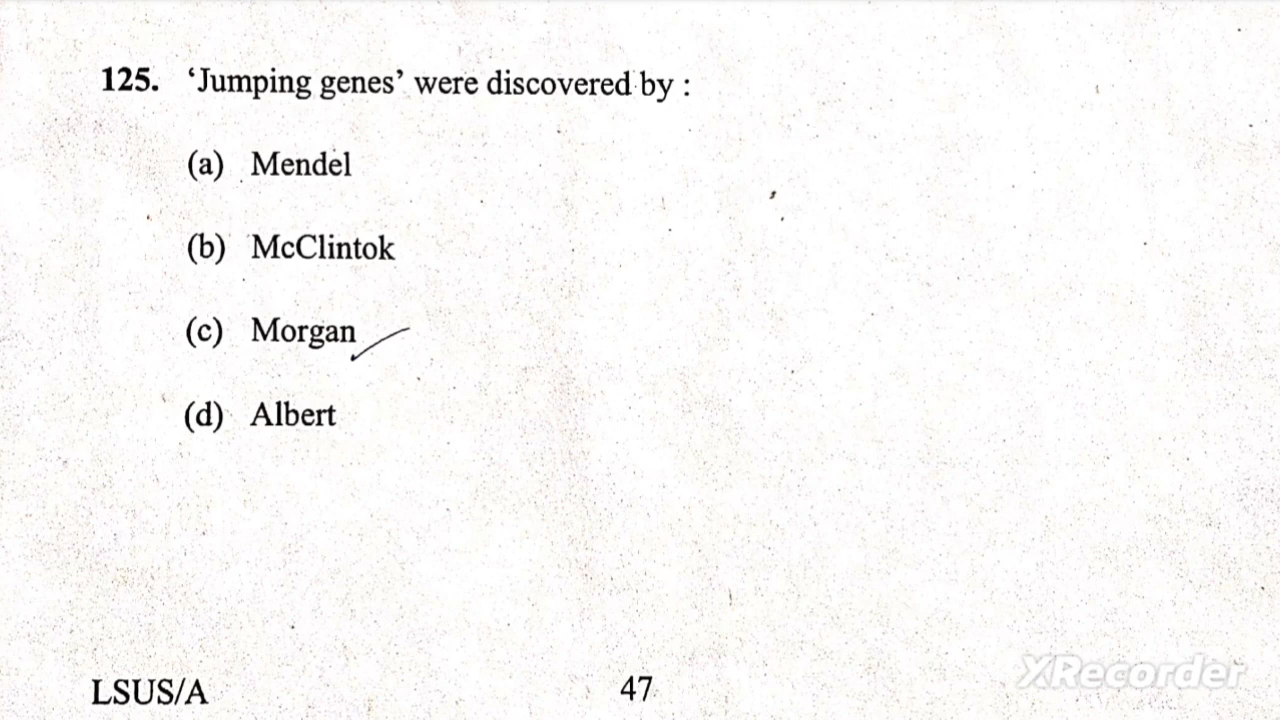 125. ‘Jumping genes’ were discovered by :
(a) Mendel
(b) McClintok
(c) Morgan
(d) Albert
LSUS/A 47
XRecorder